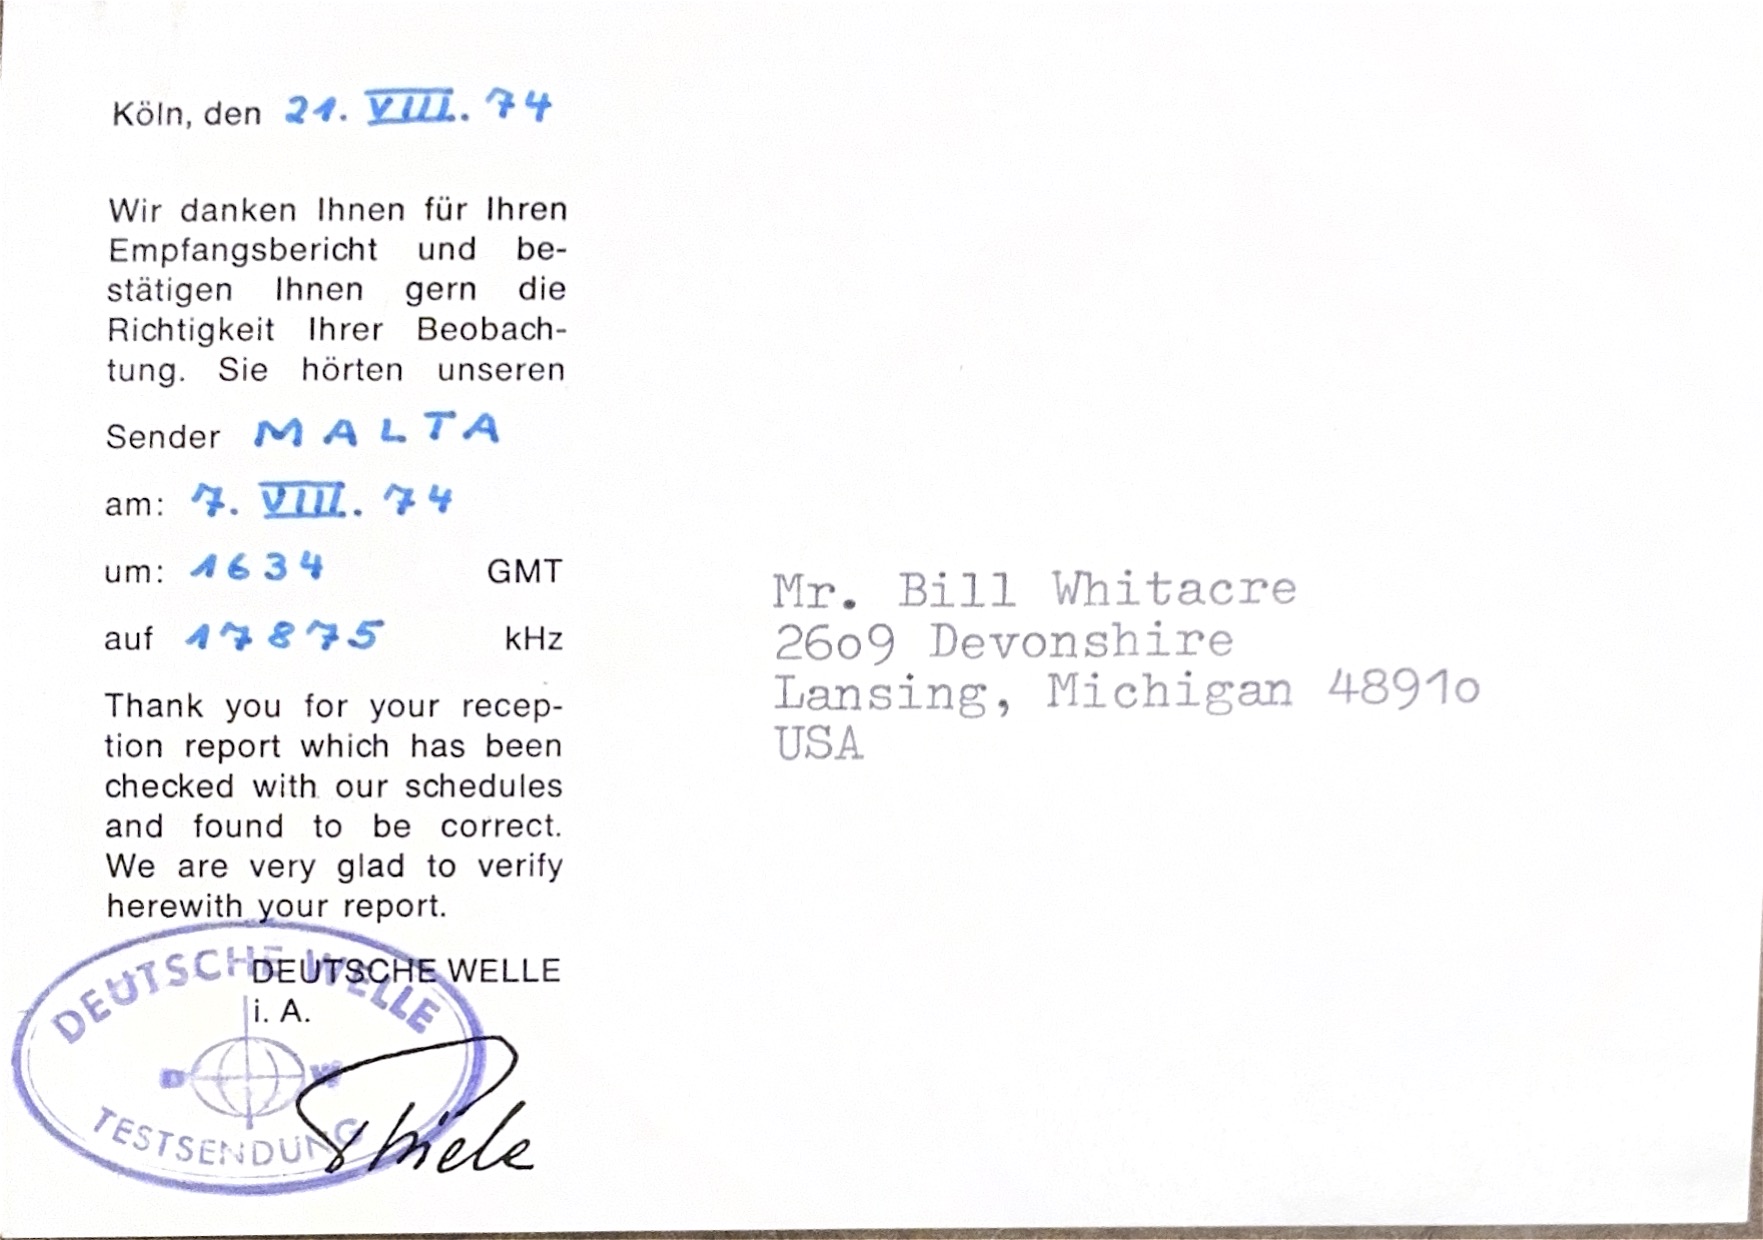 Köln, den 21. VIII. 74
Wir danken Ihnen für Ihren
Empfangsbericht und be-
stätigen Ihnen gern die
Richtigkeit Ihrer Beobach-
tung. Sie hörten unseren
Sender MALTA
am: 7. VIII. 74
um: 1634 GMT
auf 17875 kHz
Thank you for your recep-
tion report which has been
checked with our schedules
and found to be correct.
We are very glad to verify
herewith your report.
DEUTSCHE WELLE
i. A.
Thiele
DEUTSCHE WELLE
D W
TESTSENDUNG
Mr. Bill Whitacre
26o9 Devonshire
Lansing, Michigan 4891o
USA